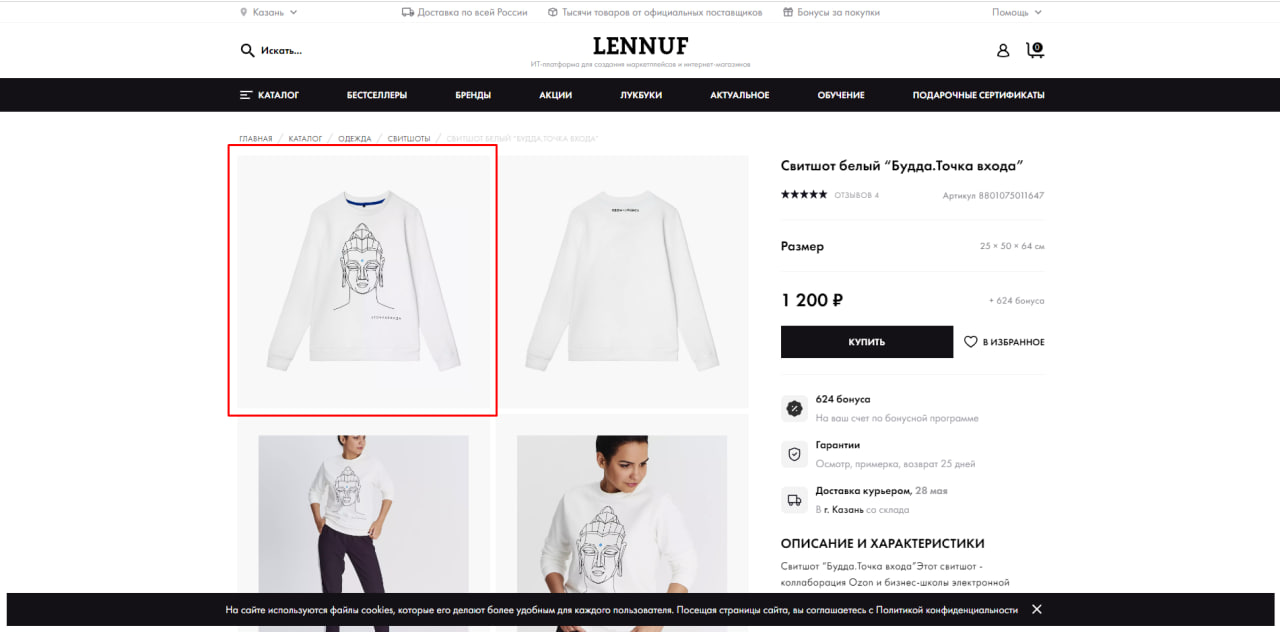 Казань
Доставка по всей России
Тысячи товаров от официальных поставщиков
Бонусы за покупки
Помощь
Искать...
LENNUF
ИТ-платформа для создания маркетплейсов и интернет-магазинов
0
КАТАЛОГ
БЕСТСЕЛЛЕРЫ
БРЕНДЫ
АКЦИИ
ЛУКБУКИ
АКТУАЛЬНОЕ
ОБУЧЕНИЕ
ПОДАРОЧНЫЕ СЕРТИФИКАТЫ
ГЛАВНАЯ / КАТАЛОГ / ОДЕЖДА / СВИТШОТЫ / СВИТШОТ БЕЛЫЙ "БУДДА.ТОЧКА ВХОДА"
Свитшот белый “Будда.Точка входа”
ОТЗЫВОВ 4
Артикул 8801075011647
Размер
25 × 50 × 64 см
1 200 ₽
+ 624 бонуса
КУПИТЬ
В ИЗБРАННОЕ
624 бонуса
На ваш счет по бонусной программе
Гарантии
Осмотр, примерка, возврат 25 дней
Доставка курьером, 28 мая
В г. Казань со склада
ОПИСАНИЕ И ХАРАКТЕРИСТИКИ
Свитшот “Будда.Точка входа”Этот свитшот -
коллаборация Ozon и бизнес-школы электронной
На сайте используются файлы cookies, которые его делают более удобным для каждого пользователя. Посещая страницы сайта, вы соглашаетесь с Политикой конфиденциальности